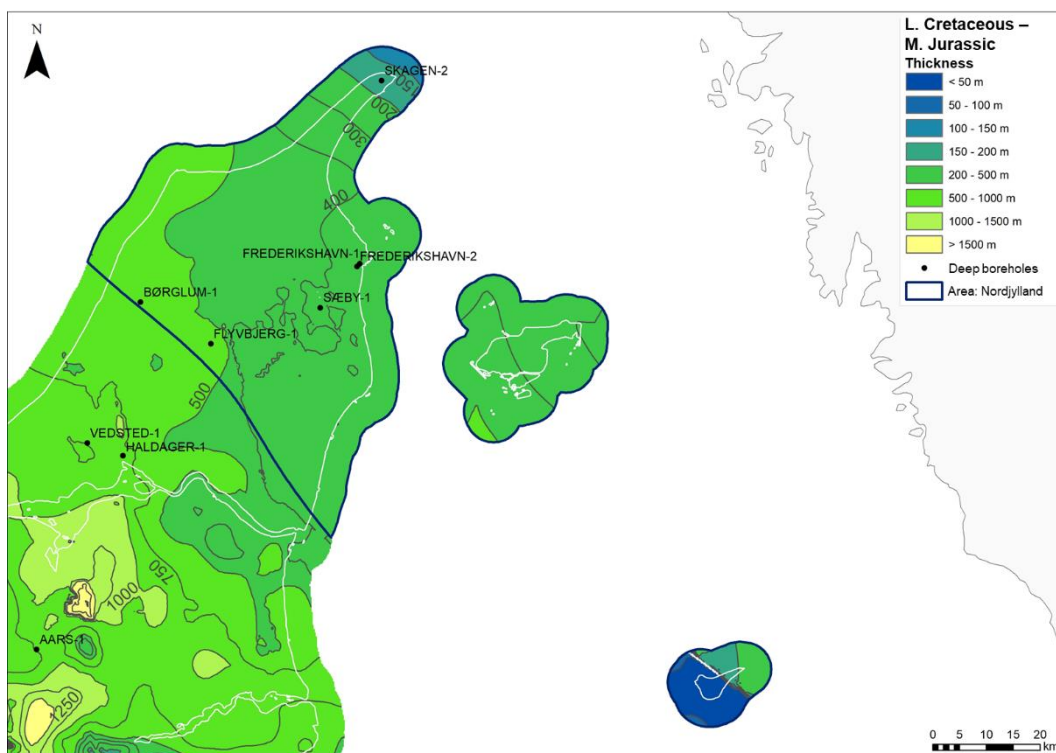 N
L. Cretaceous –
M. Jurassic
Thickness
< 50 m
50 - 100 m
100 - 150 m
150 - 200 m
200 - 500 m
500 - 1000 m
1000 - 1500 m
> 1500 m
Deep boreholes
Area: Nordjylland
SKAGEN-2
150
200
300
400
FREDERIKSHAVN-1
FREDERIKSHAVN-2
BØRGLUM-1
SÆBY-1
FLYVBJERG-1
500
VEDSTED-1
HALDAGER-1
750
1000
AARS-1
1250
0 5 10 15 20
km